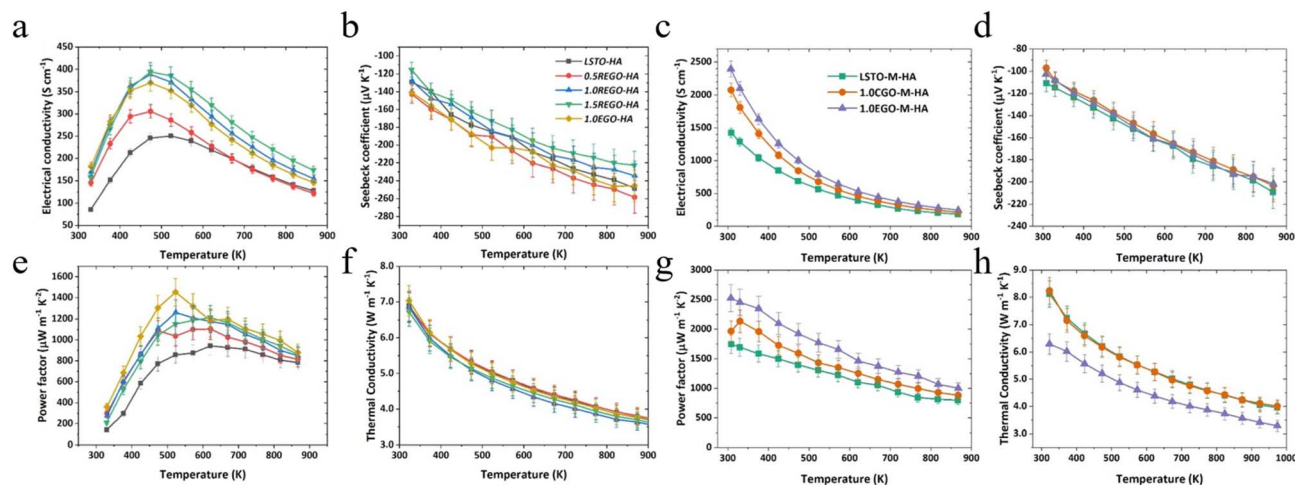 a
Electrical conductivity (S cm⁻¹)
450
400
350
300
250
200
150
100
50
300 400 500 600 700 800 900
Temperature (K)
b
Seebeck coefficient (μV K⁻¹)
-100
-120
-140
-160
-180
-200
-220
-240
-260
-280
300 400 500 600 700 800 900
Temperature (K)
LSTO-HA
0.5REGO-HA
1.0REGO-HA
1.5REGO-HA
1.0EGO-HA
c
Electrical conductivity (S cm⁻¹)
2500
2000
1500
1000
500
0
300 400 500 600 700 800 900
Temperature (K)
LSTO-M-HA
1.0CGO-M-HA
1.0EGO-M-HA
d
Seebeck coefficient (μV K⁻¹)
-80
-100
-120
-140
-160
-180
-200
-220
-240
300 400 500 600 700 800 900
Temperature (K)
e
Power factor (μW m⁻¹ K⁻²)
1600
1400
1200
1000
800
600
400
200
0
300 400 500 600 700 800 900
Temperature (K)
f
Thermal Conductivity (W m⁻¹ K⁻¹)
8.0
7.0
6.0
5.0
4.0
3.0
300 400 500 600 700 800 900
Temperature (K)
g
Power factor (μW m⁻¹ K⁻²)
3000
2500
2000
1500
1000
500
0
300 400 500 600 700 800 900
Temperature (K)
h
Thermal Conductivity (W m⁻¹ K⁻¹)
9.0
8.0
7.0
6.0
5.0
4.0
3.0
300 400 500 600 700 800 900 1000
Temperature (K)